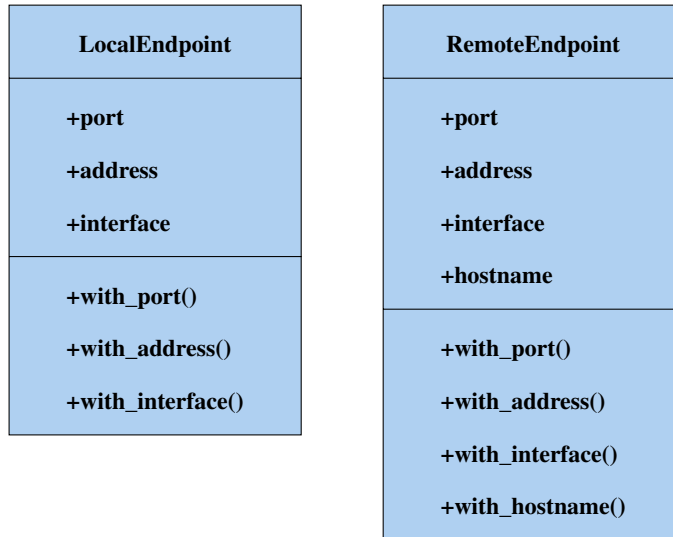 LocalEndpoint
+port
+address
+interface
+with_port()
+with_address()
+with_interface()
RemoteEndpoint
+port
+address
+interface
+hostname
+with_port()
+with_address()
+with_interface()
+with_hostname()